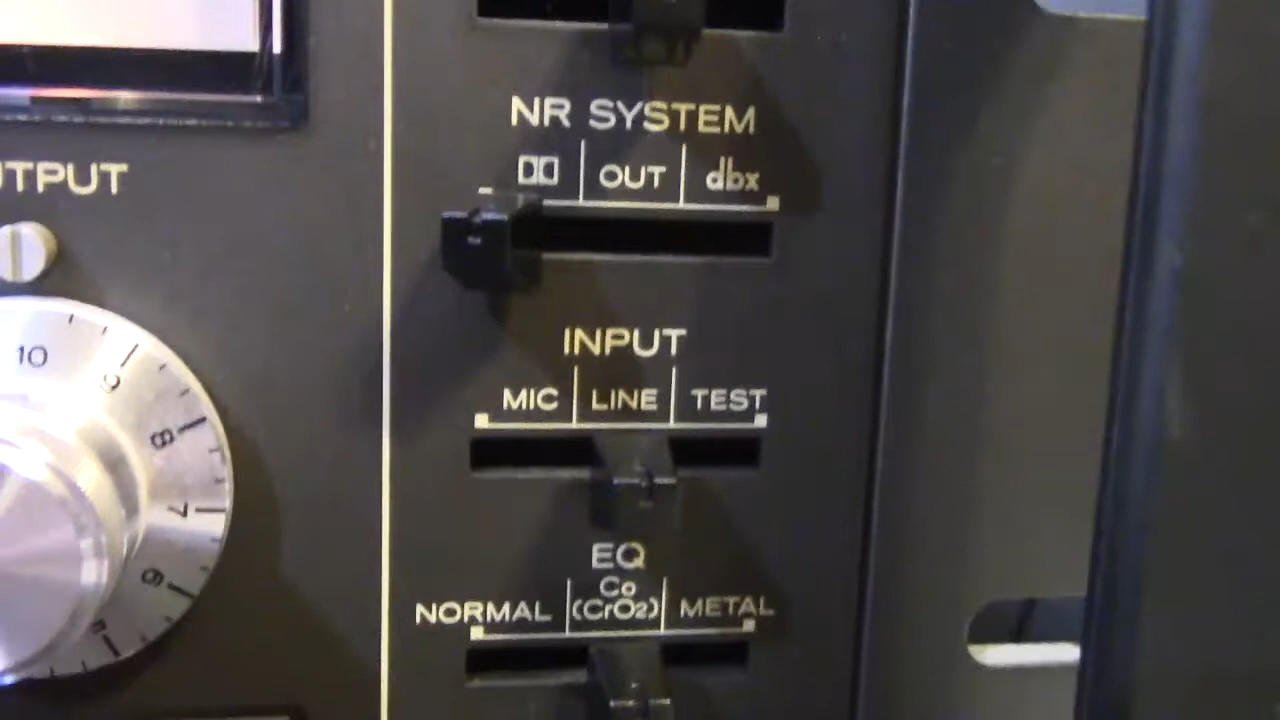 NR SYSTEM
OUT dbx
UTPUT
INPUT
MIC LINE TEST
10
9
8
7
6
5
EQ
Co
NORMAL (CrO2) METAL